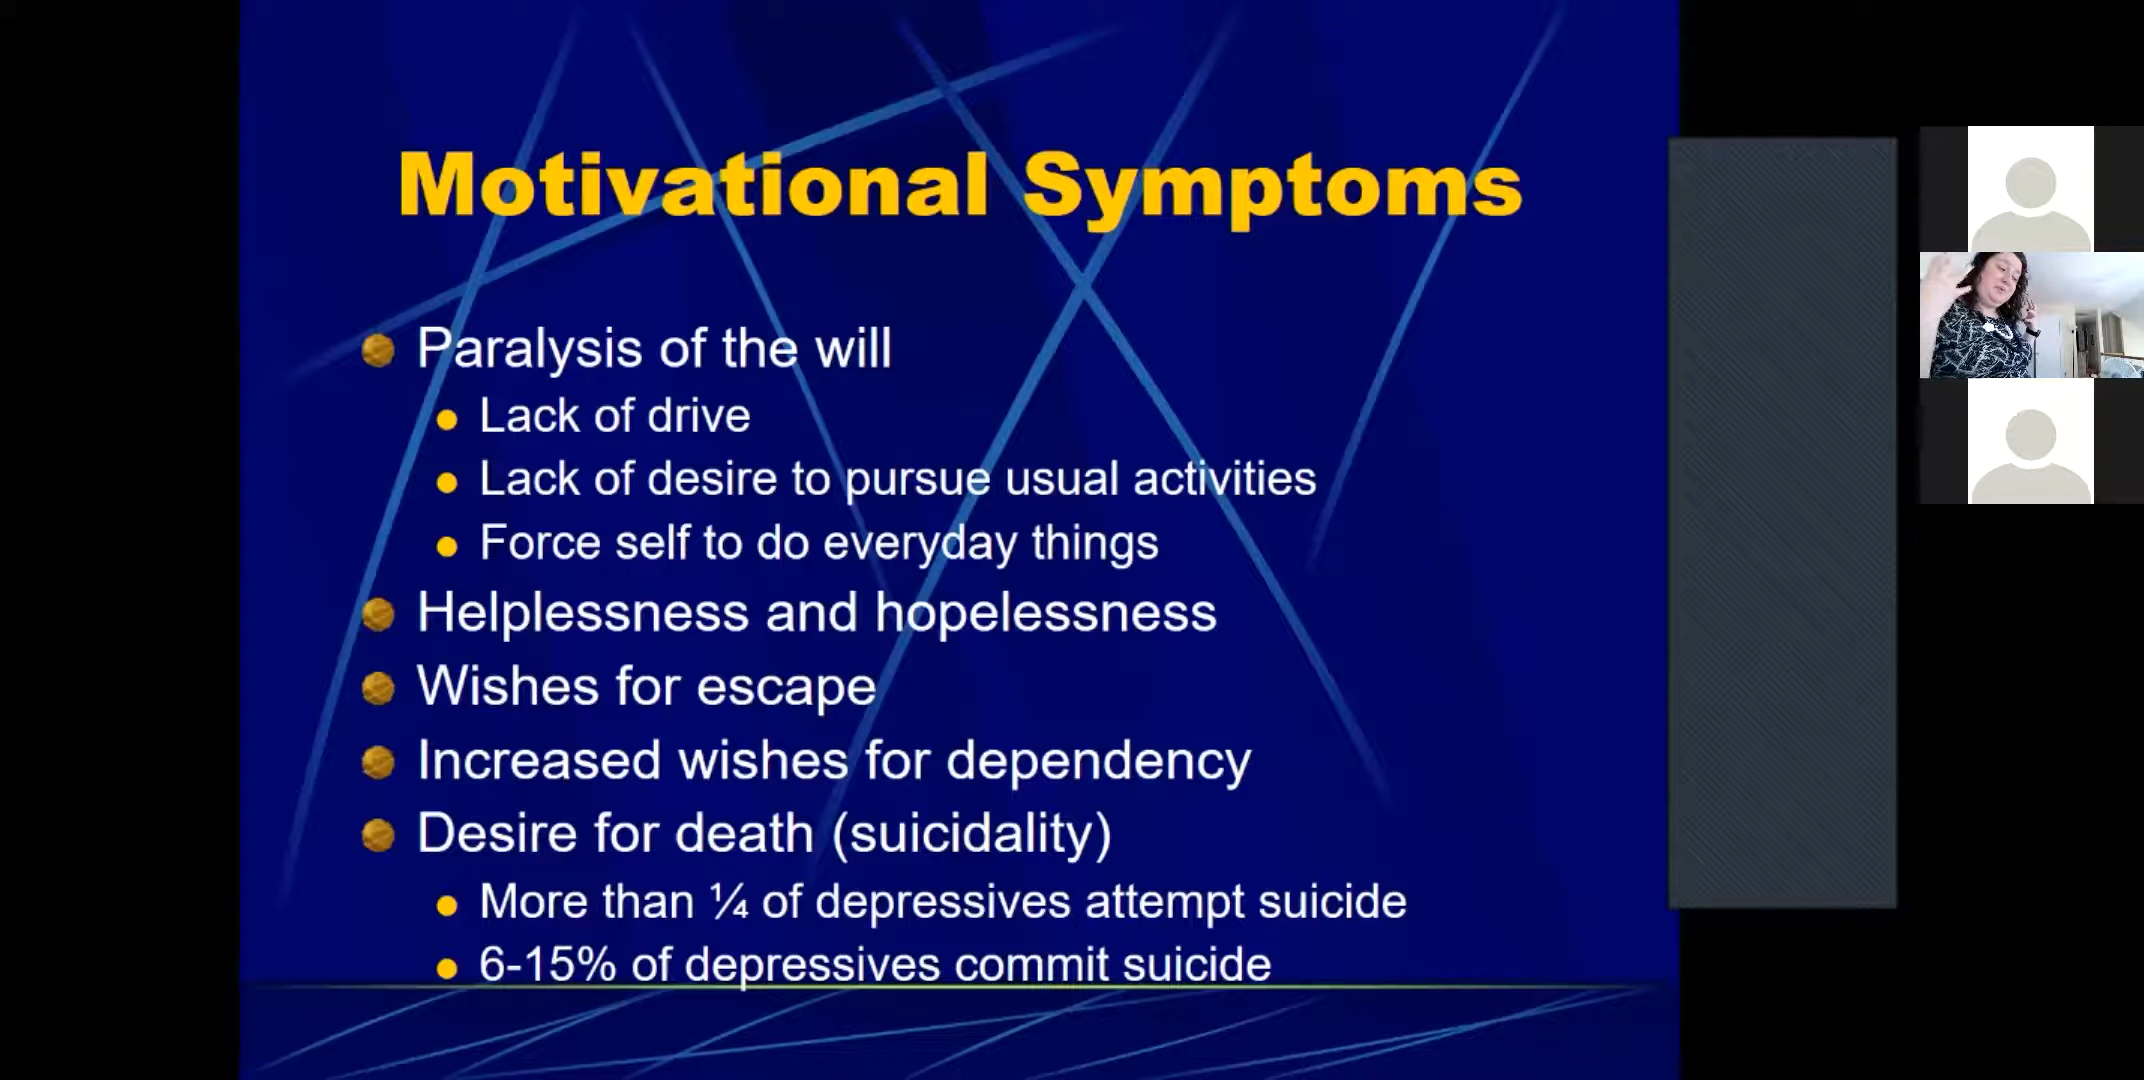 Motivational Symptoms
Paralysis of the will
Lack of drive
Lack of desire to pursue usual activities
Force self to do everyday things
Helplessness and hopelessness
Wishes for escape
Increased wishes for dependency
Desire for death (suicidality)
More than ¼ of depressives attempt suicide
6-15% of depressives commit suicide